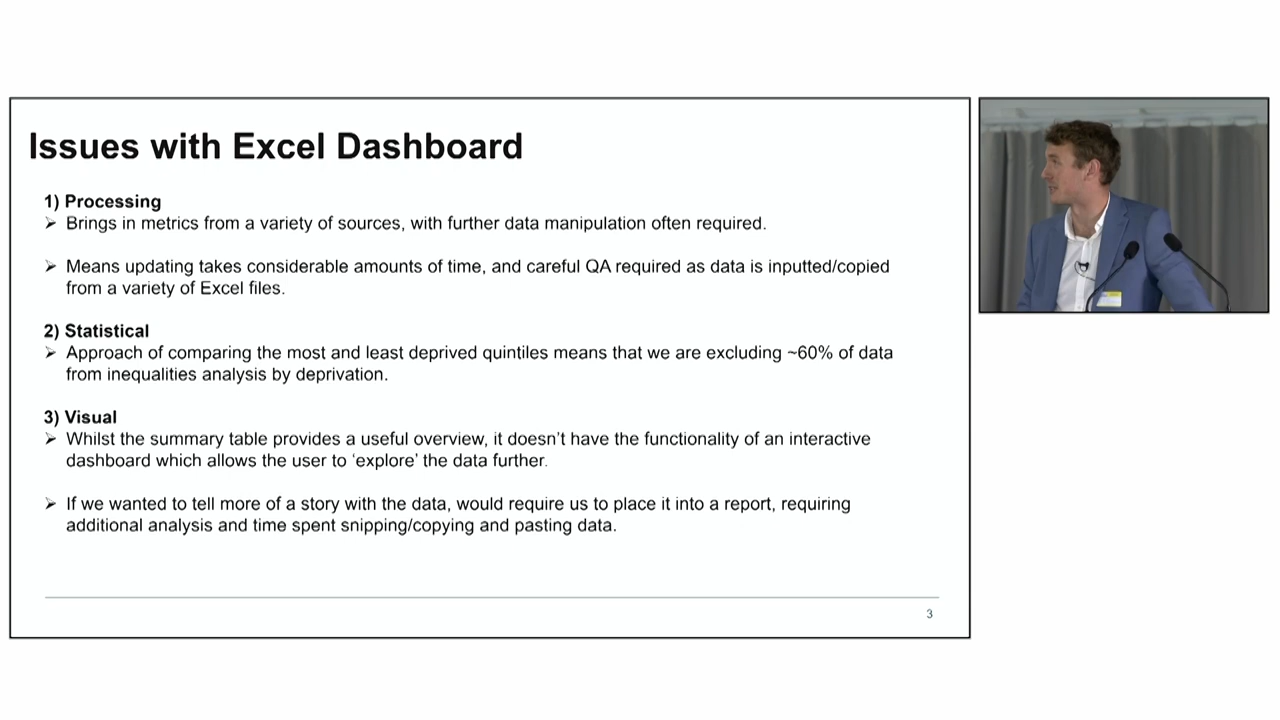 Issues with Excel Dashboard
1) Processing
➢ Brings in metrics from a variety of sources, with further data manipulation often required.
➢ Means updating takes considerable amounts of time, and careful QA required as data is inputted/copied
from a variety of Excel files.
2) Statistical
➢ Approach of comparing the most and least deprived quintiles means that we are excluding ~60% of data
from inequalities analysis by deprivation.
3) Visual
➢ Whilst the summary table provides a useful overview, it doesn’t have the functionality of an interactive
dashboard which allows the user to ‘explore’ the data further.
➢ If we wanted to tell more of a story with the data, would require us to place it into a report, requiring
additional analysis and time spent snipping/copying and pasting data.
3